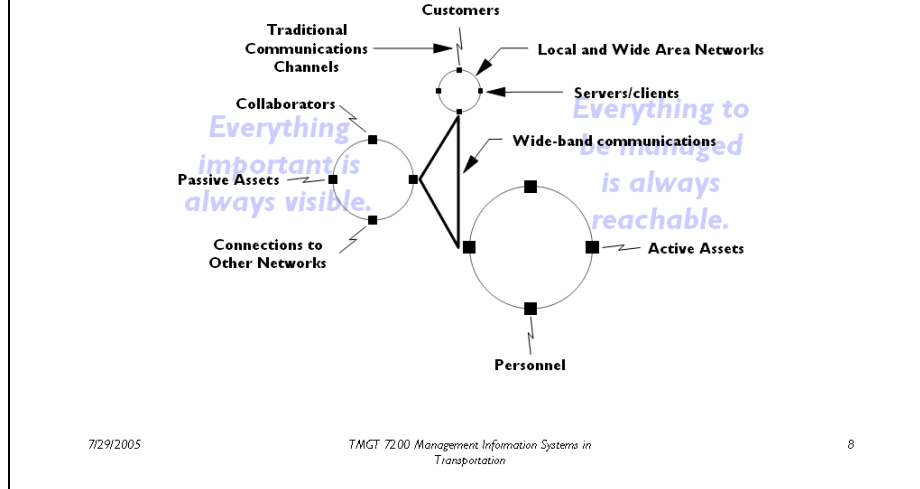 Customers
Traditional
Communications
Channels
Local and Wide Area Networks
Servers/clients
Collaborators
Everything
important is
always visible.
Everything to
be managed
is always
reachable.
Wide-band communications
Passive Assets
Connections to
Other Networks
Active Assets
Personnel
7/29/2005
TMGT 7200 Management Information Systems in
Transportation
8